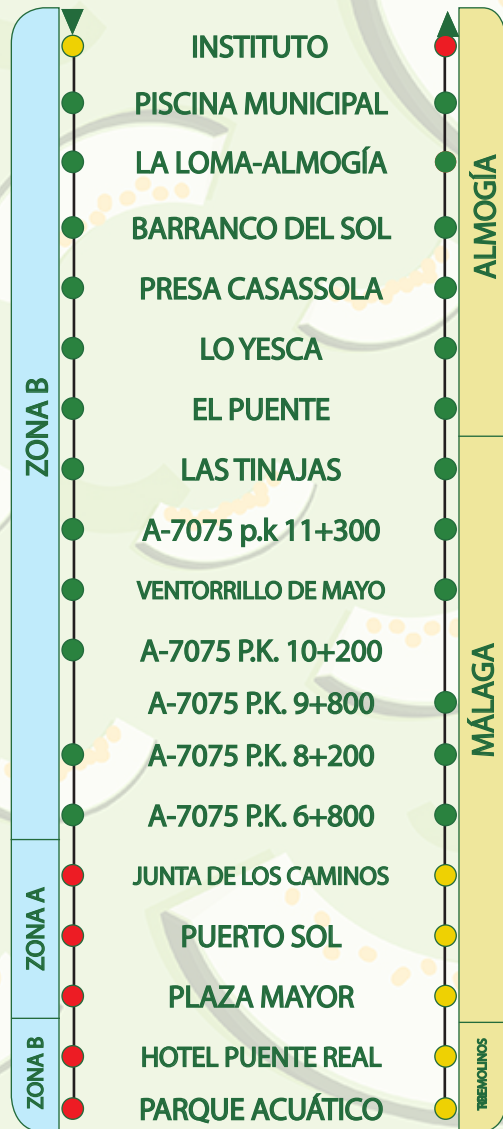 INSTITUTO
PISCINA MUNICIPAL
LA LOMA-ALMOGÍA
BARRANCO DEL SOL
PRESA CASASSOLA
LO YESCA
EL PUENTE
LAS TINAJAS
A-7075 p.k 11+300
VENTORRILLO DE MAYO
A-7075 P.K. 10+200
A-7075 P.K. 9+800
A-7075 P.K. 8+200
A-7075 P.K. 6+800
JUNTA DE LOS CAMINOS
PUERTO SOL
PLAZA MAYOR
HOTEL PUENTE REAL
PARQUE ACUÁTICO
ZONA B
ZONA A
ZONA B
ALMOGÍA
MÁLAGA